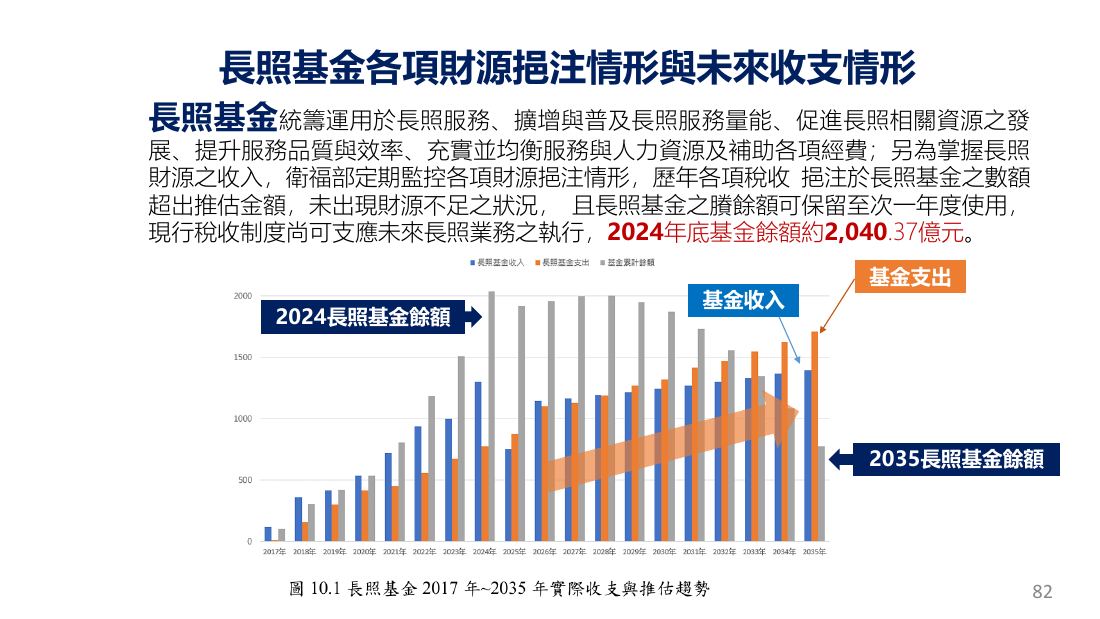 長照基金各項財源挹注情形與未來收支情形
長照基金統籌運用於長照服務、擴增與普及長照服務量能、促進長照相關資源之發
展、提升服務品質與效率、充實並均衡服務與人力資源及補助各項經費；另為掌握長照
財源之收入，衛福部定期監控各項財源挹注情形，歷年各項稅收 挹注於長照基金之數額
超出推估金額，未出現財源不足之狀況， 且長照基金之賸餘額可保留至次一年度使用，
現行稅收制度尚可支應未來長照業務之執行，2024年底基金餘額約2,040.37億元。
長照基金收入 長照基金支出 基金累計餘額
基金支出
基金收入
2024長照基金餘額
2035長照基金餘額
2000
1500
1000
500
0
2017年 2018年 2019年 2020年 2021年 2022年 2023年 2024年 2025年 2026年 2027年 2028年 2029年 2030年 2031年 2032年 2033年 2034年 2035年
圖 10.1 長照基金 2017 年~2035 年實際收支與推估趨勢
82